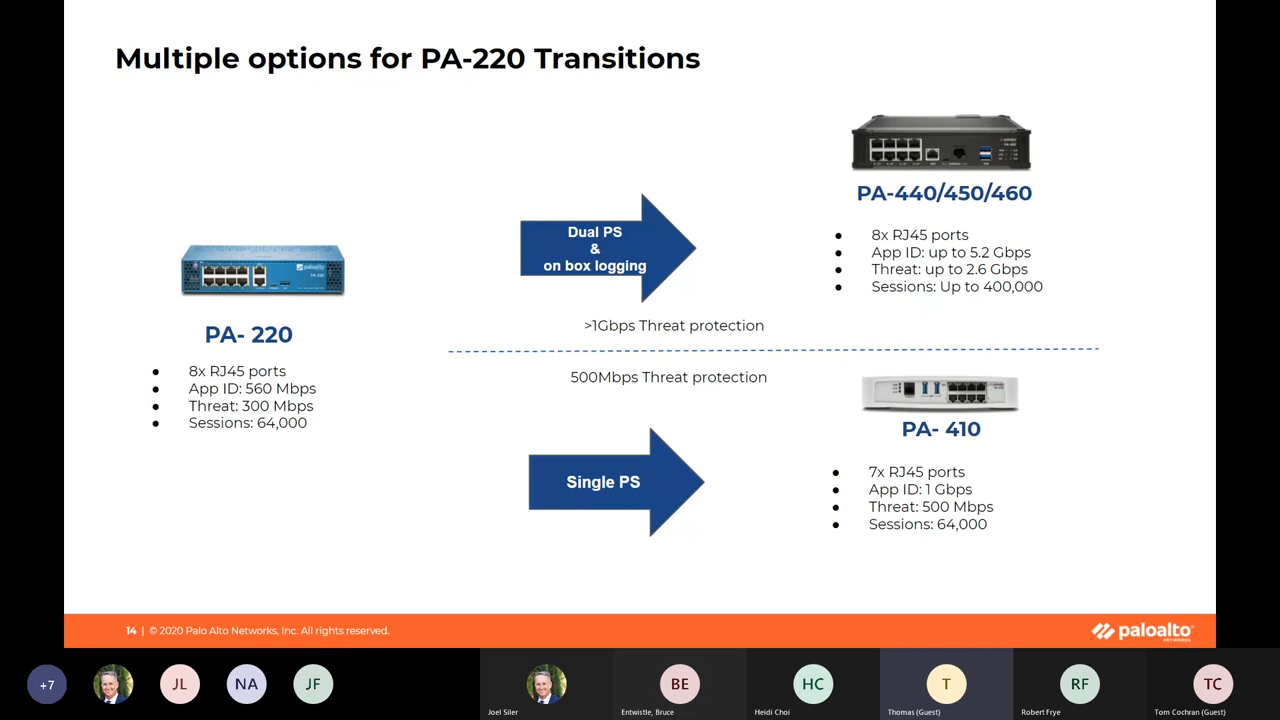 Multiple options for PA-220 Transitions
PA- 220
● 8x RJ45 ports
● App ID: 560 Mbps
● Threat: 300 Mbps
● Sessions: 64,000
Dual PS
&
on box logging
>1Gbps Threat protection
500Mbps Threat protection
Single PS
PA-440/450/460
● 8x RJ45 ports
● App ID: up to 5.2 Gbps
● Threat: up to 2.6 Gbps
● Sessions: Up to 400,000
PA- 410
● 7x RJ45 ports
● App ID: 1 Gbps
● Threat: 500 Mbps
● Sessions: 64,000
14 | © 2020 Palo Alto Networks, Inc. All rights reserved.
paloalto
NETWORKS
+7
JL
NA
JF
Joel Siler
BE
Entwistle, Bruce
HC
Heidi Choi
T
Thomas (Guest)
RF
Robert Frye
TC
Tom Cochran (Guest)